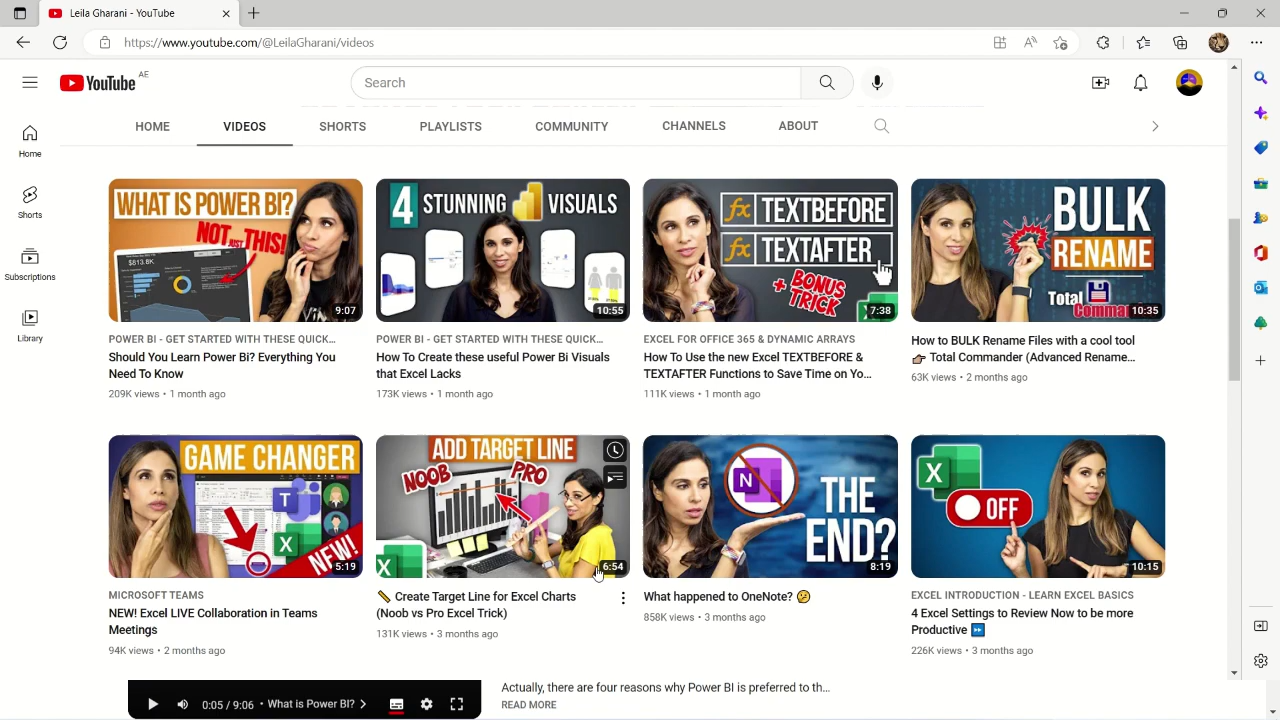 Leila Gharani - YouTube
https://www.youtube.com/@LeilaGharani/videos
YouTube AE
Search
HOME VIDEOS SHORTS PLAYLISTS COMMUNITY CHANNELS ABOUT
Home
Shorts
Subscriptions
Library
WHAT IS POWER BI?
NOT JUST THIS!
$613.8K
9:07
POWER BI - GET STARTED WITH THESE QUICK...
Should You Learn Power Bi? Everything You
Need To Know
209K views • 1 month ago
4 STUNNING VISUALS
10:55
POWER BI - GET STARTED WITH THESE QUICK...
How To Create these useful Power Bi Visuals
that Excel Lacks
173K views • 1 month ago
fx TEXTBEFORE
fx TEXTAFTER
+ BONUS
TRICK
7:38
EXCEL FOR OFFICE 365 & DYNAMIC ARRAYS
How To Use the new Excel TEXTBEFORE &
TEXTAFTER Functions to Save Time on Yo...
111K views • 1 month ago
BULK
RENAME
Total
Comma
10:35
How to BULK Rename Files with a cool tool
👉🏽 Total Commander (Advanced Rename...
63K views • 2 months ago
GAME CHANGER
T
X
NEW!
5:19
MICROSOFT TEAMS
NEW! Excel LIVE Collaboration in Teams
Meetings
94K views • 2 months ago
ADD TARGET LINE
NOOB PRO
X
6:54
📏 Create Target Line for Excel Charts
(Noob vs Pro Excel Trick)
131K views • 3 months ago
N
THE
END?
8:19
What happened to OneNote? 🤔
858K views • 3 months ago
X
OFF
10:15
EXCEL INTRODUCTION - LEARN EXCEL BASICS
4 Excel Settings to Review Now to be more
Productive ⏩
226K views • 3 months ago
0:05 / 9:06 • What is Power BI?
Actually, there are four reasons why Power BI is preferred to th...
READ MORE